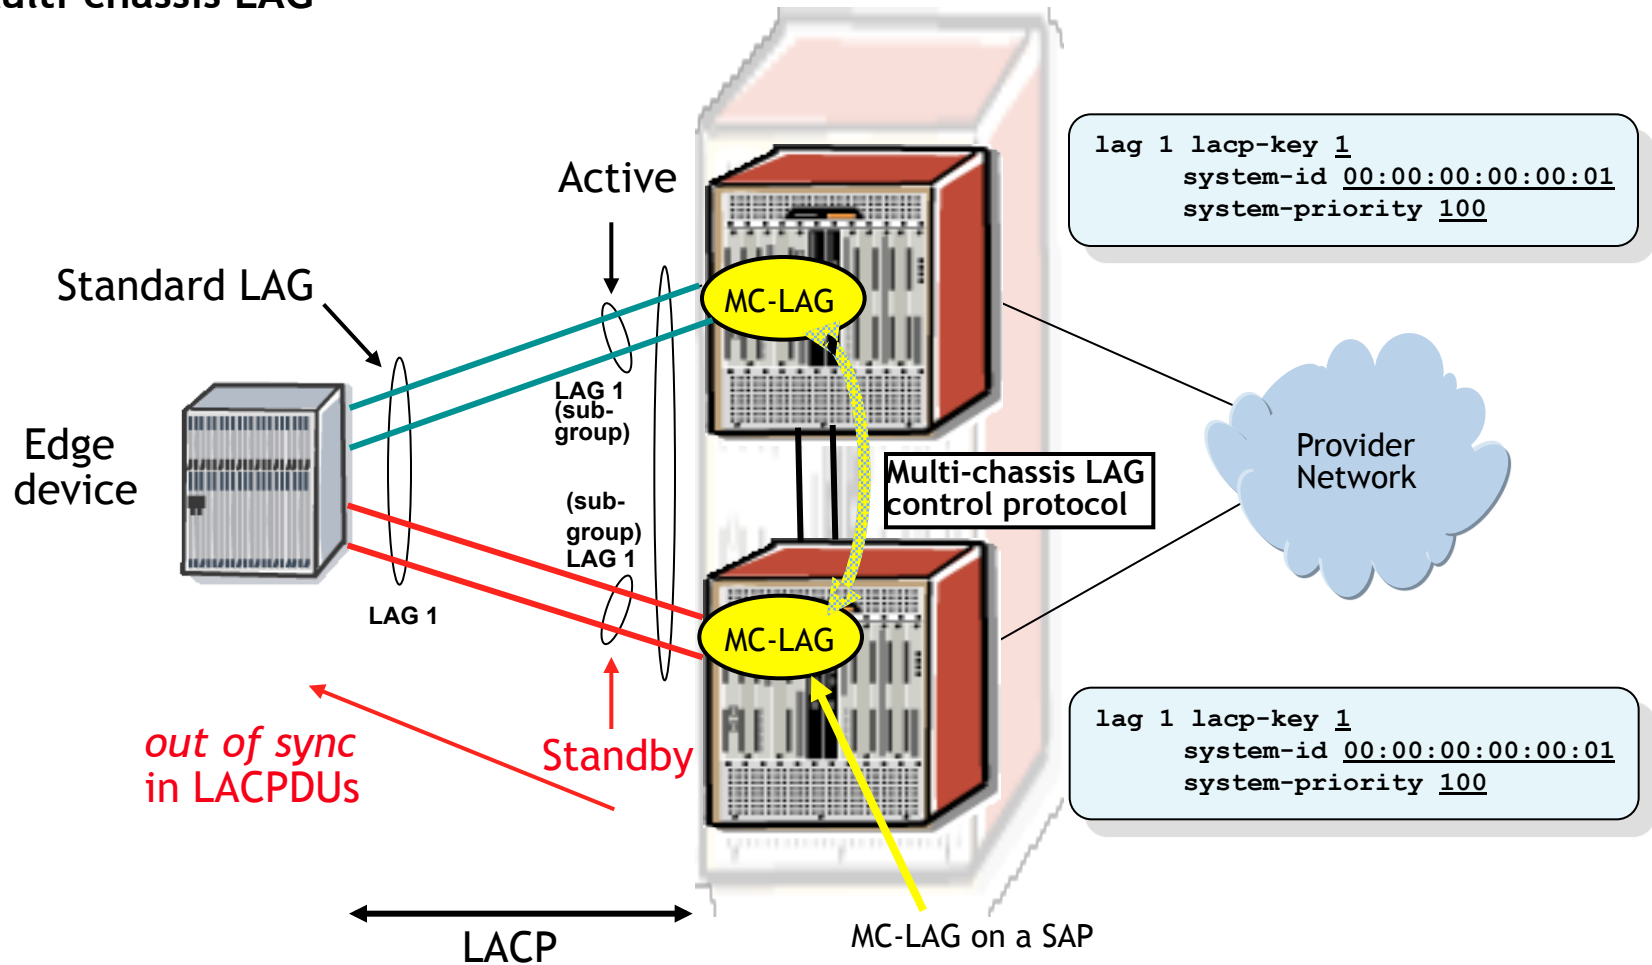 Multi-chassis LAG
lag 1 lacp-key 1
system-id 00:00:00:00:00:01
system-priority 100
Active
Standard LAG
MC-LAG
LAG 1
(sub-
group)
Edge
device
Multi-chassis LAG
control protocol
Provider
Network
(sub-
group)
LAG 1
LAG 1
MC-LAG
out of sync
in LACPDUs
Standby
lag 1 lacp-key 1
system-id 00:00:00:00:00:01
system-priority 100
LACP
MC-LAG on a SAP